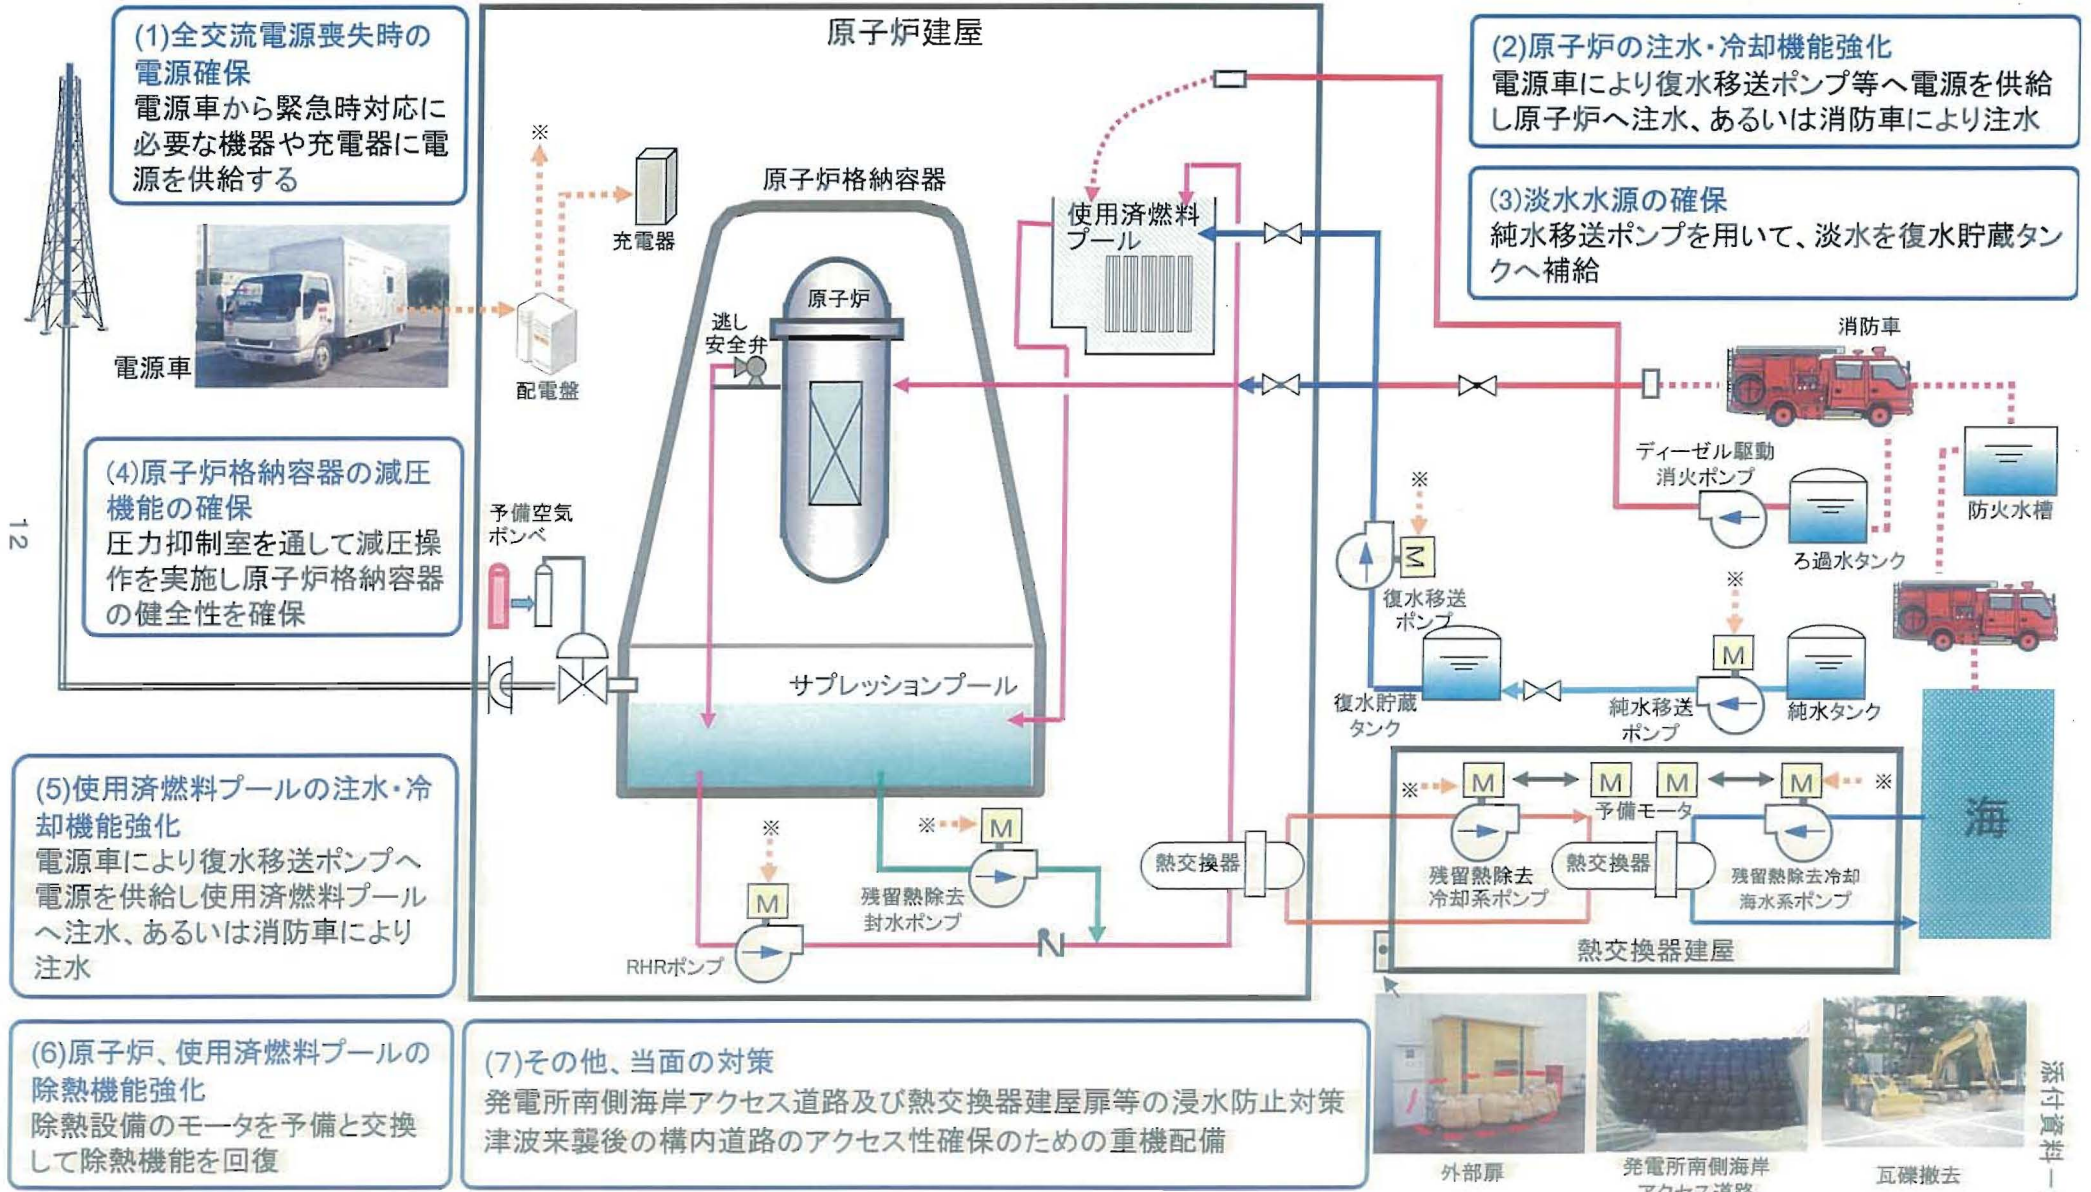 原子炉建屋
(1)全交流電源喪失時の
電源確保
電源車から緊急時対応に
必要な機器や充電器に電
源を供給する
(2)原子炉の注水・冷却機能強化
電源車により復水移送ポンプ等へ電源を供給
し原子炉へ注水、あるいは消防車により注水
(3)淡水水源の確保
純水移送ポンプを用いて、淡水を復水貯蔵タン
クへ補給
※
充電器
原子炉格納容器
使用済燃料
プール
原子炉
逃し
安全弁
電源車
配電盤
消防車
ディーゼル駆動
消火ポンプ
ろ過水タンク
防火水槽
(4)原子炉格納容器の減圧
機能の確保
圧力抑制室を通して減圧操
作を実施し原子炉格納容器
の健全性を確保
12
予備空気
ボンベ
※
M
復水移送
ポンプ
※
M
サプレッションプール
復水貯蔵
タンク
純水移送
ポンプ
純水タンク
(5)使用済燃料プールの注水・冷
却機能強化
電源車により復水移送ポンプへ
電源を供給し使用済燃料プール
へ注水、あるいは消防車により
注水
※
M
RHRポンプ
※
M
残留熱除去
封水ポンプ
熱交換器
※
M
M
M
M
※
予備モータ
残留熱除去
冷却系ポンプ
熱交換器
残留熱除去冷却
海水系ポンプ
熱交換器建屋
海
(6)原子炉、使用済燃料プールの
除熱機能強化
除熱設備のモータを予備と交換
して除熱機能を回復
(7)その他、当面の対策
発電所南側海岸アクセス道路及び熱交換器建屋扉等の浸水防止対策
津波来襲後の構内道路のアクセス性確保のための重機配備
外部扉
発電所南側海岸
アクセス道路
瓦礫撤去
添付資料－